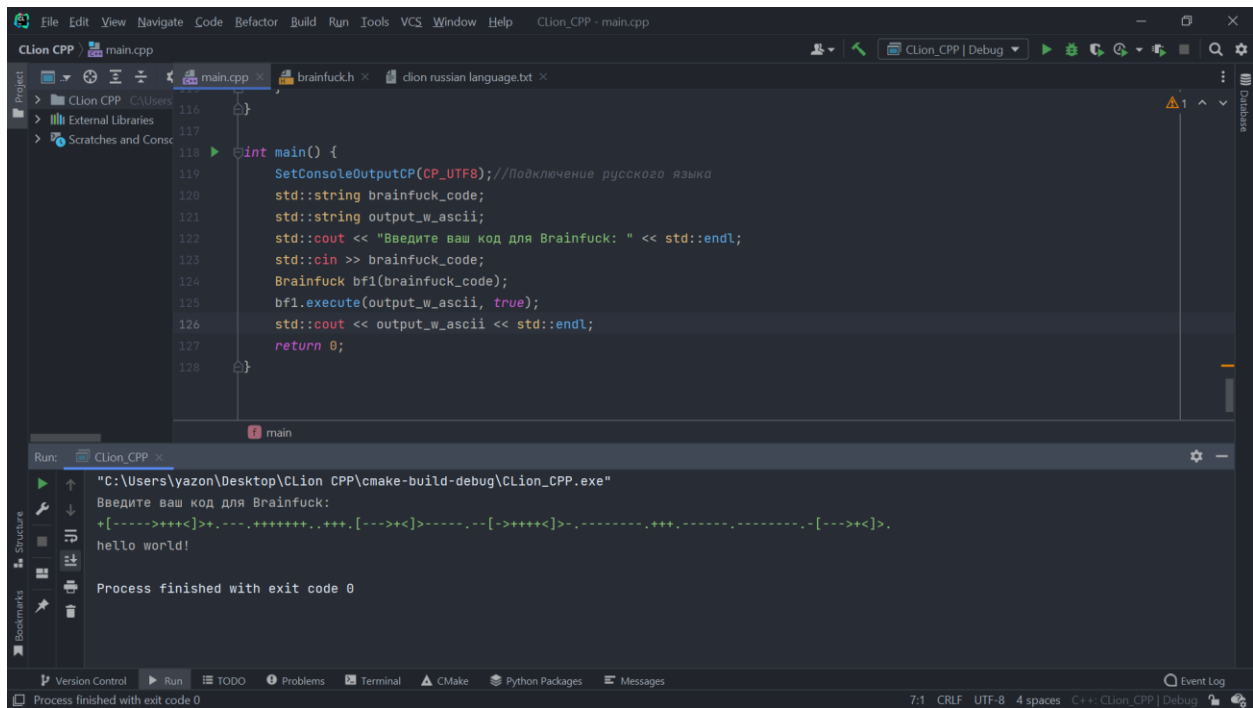 File Edit View Navigate Code Refactor Build Run Tools VCS Window Help CLion_CPP - main.cpp
CLion CPP main.cpp CLion_CPP | Debug
Project
main.cpp brainfuck.h clion russian language.txt
CLion CPP C:\Users
External Libraries
Scratches and Consc
Database
1
116 }
117
118 int main() {
119 SetConsoleOutputCP(CP_UTF8);//Подключение русского языка
120 std::string brainfuck_code;
121 std::string output_w_ascii;
122 std::cout << "Введите ваш код для Brainfuck: " << std::endl;
123 std::cin >> brainfuck_code;
124 Brainfuck bf1(brainfuck_code);
125 bf1.execute(output_w_ascii, true);
126 std::cout << output_w_ascii << std::endl;
127 return 0;
128 }
f main
Run: CLion_CPP
"C:\Users\yazon\Desktop\CLion CPP\cmake-build-debug\CLion_CPP.exe"
Введите ваш код для Brainfuck:
+[----->+++<]>+.---.+++++++..+++.[--->+<]>-----.--[->++++<]>-.--------.+++.------.--------.-[--->+<]>.
hello world!
Process finished with exit code 0
Structure
Bookmarks
Version Control Run TODO Problems Terminal CMake Python Packages Messages Event Log
Process finished with exit code 0 7:1 CRLF UTF-8 4 spaces C++: CLion_CPP | Debug